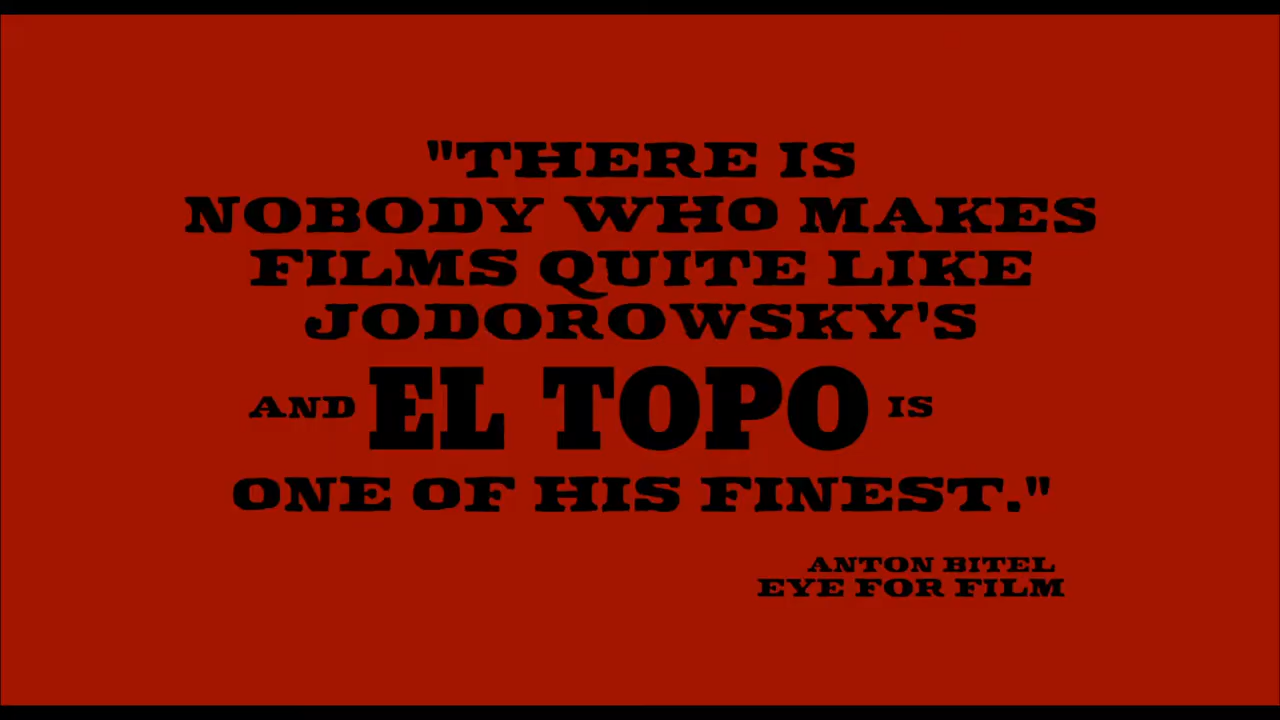 "THERE IS
NOBODY WHO MAKES
FILMS QUITE LIKE
JODOROWSKY'S
AND EL TOPO IS
ONE OF HIS FINEST."
ANTON BITEL
EYE FOR FILM